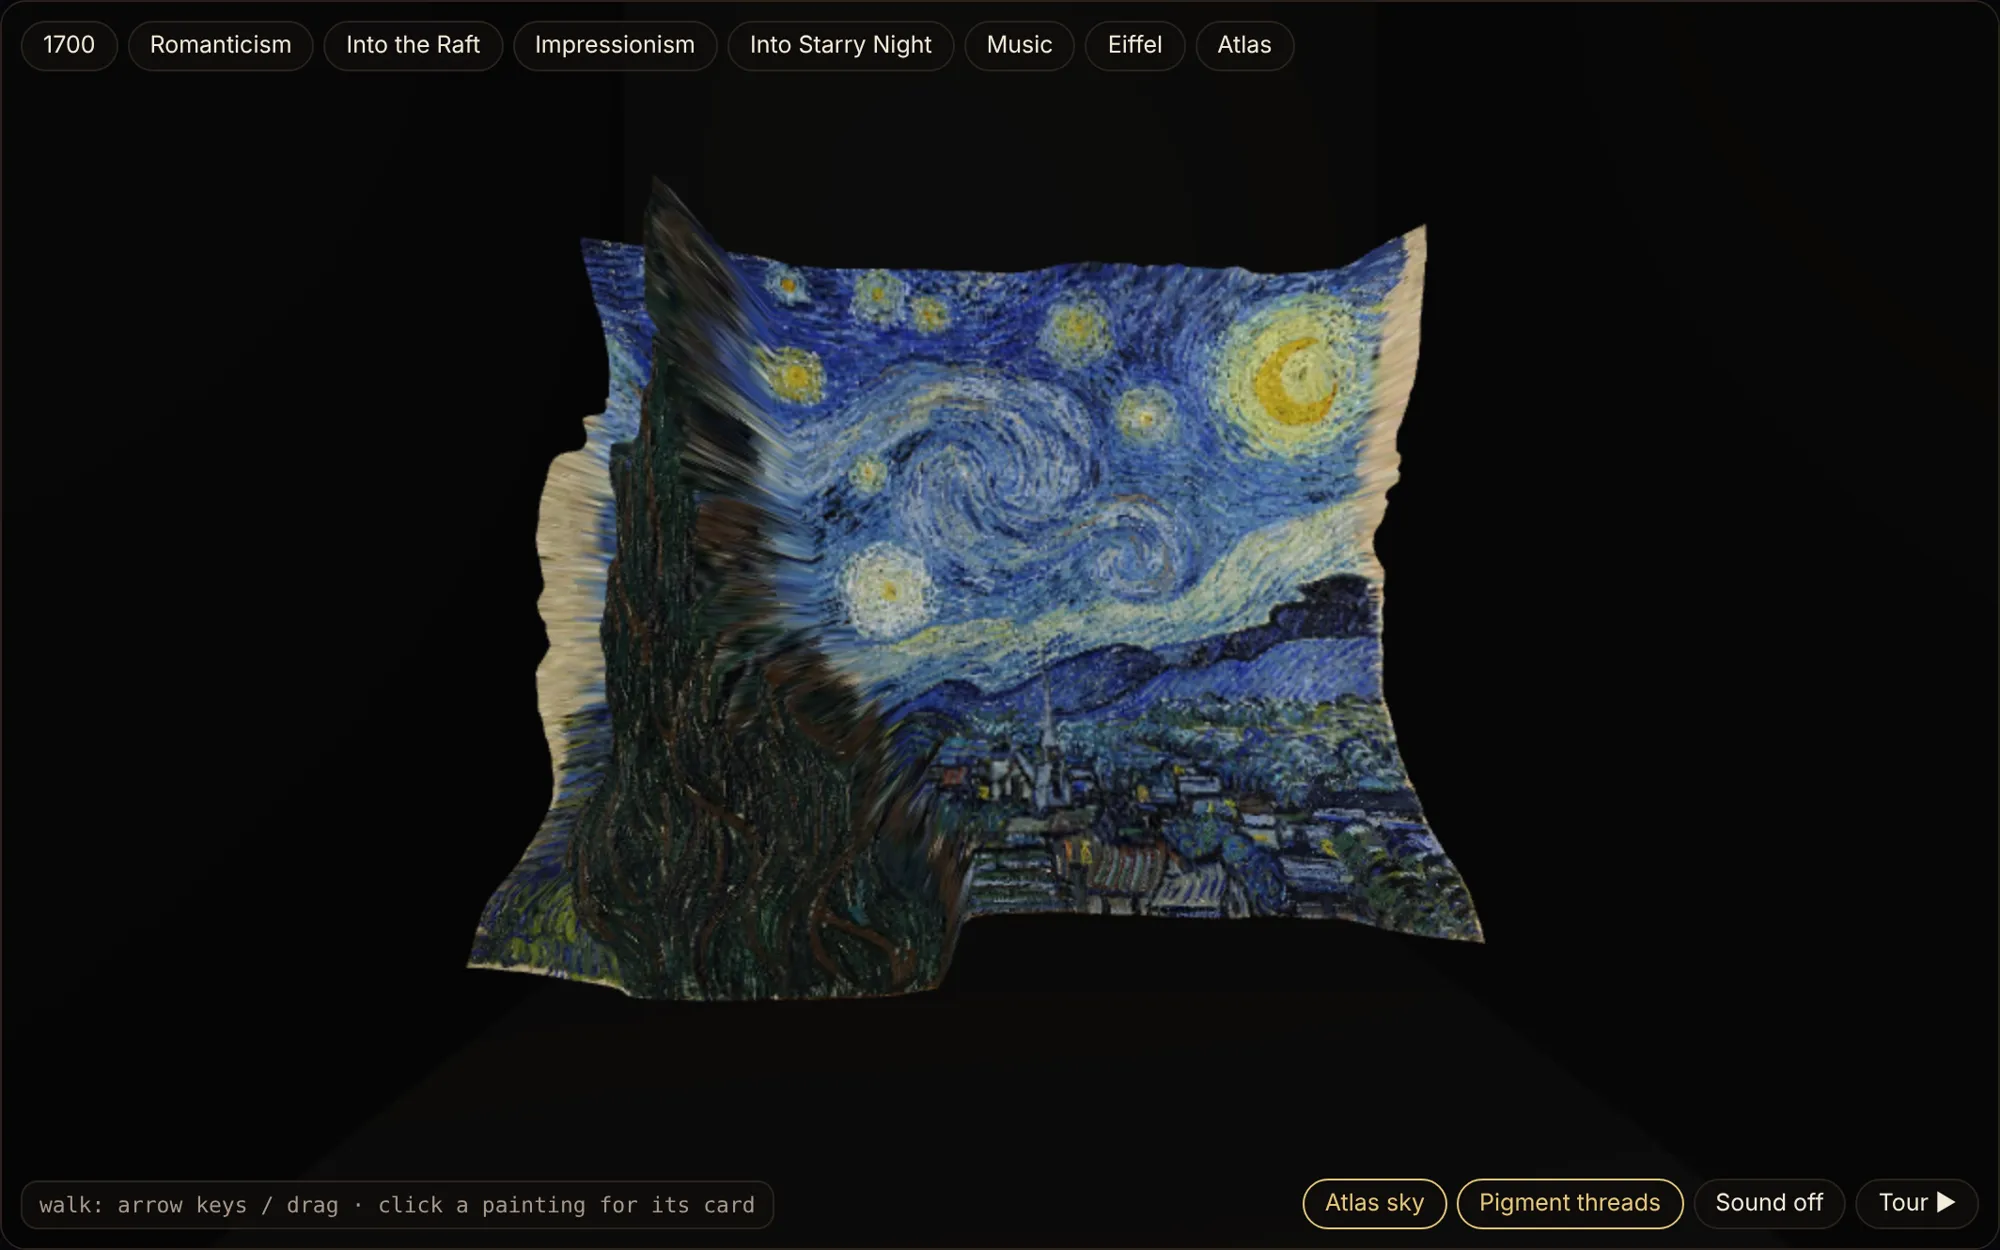 1700 Romanticism Into the Raft Impressionism Into Starry Night Music Eiffel Atlas
walk: arrow keys / drag · click a painting for its card
Atlas sky Pigment threads Sound off Tour ▶